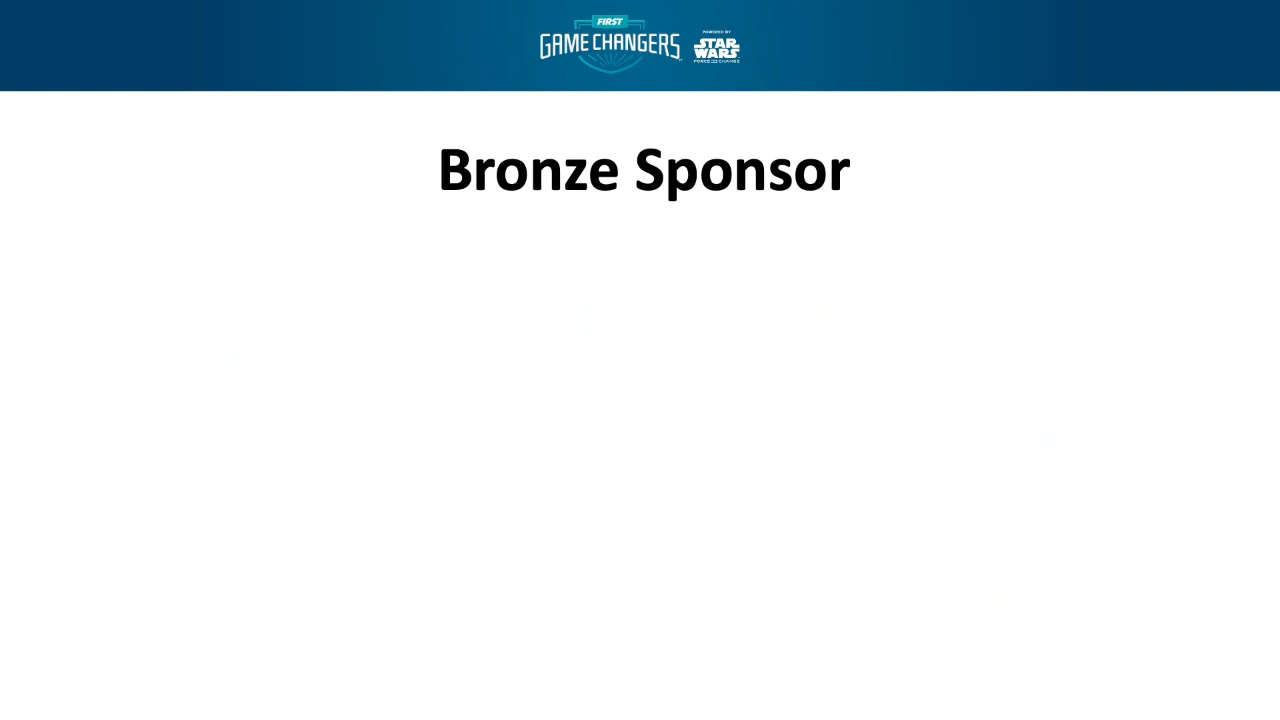 FIRST
GAME CHANGERS
POWERED BY
STAR
WARS
FORCE FOR CHANGE
Bronze Sponsor